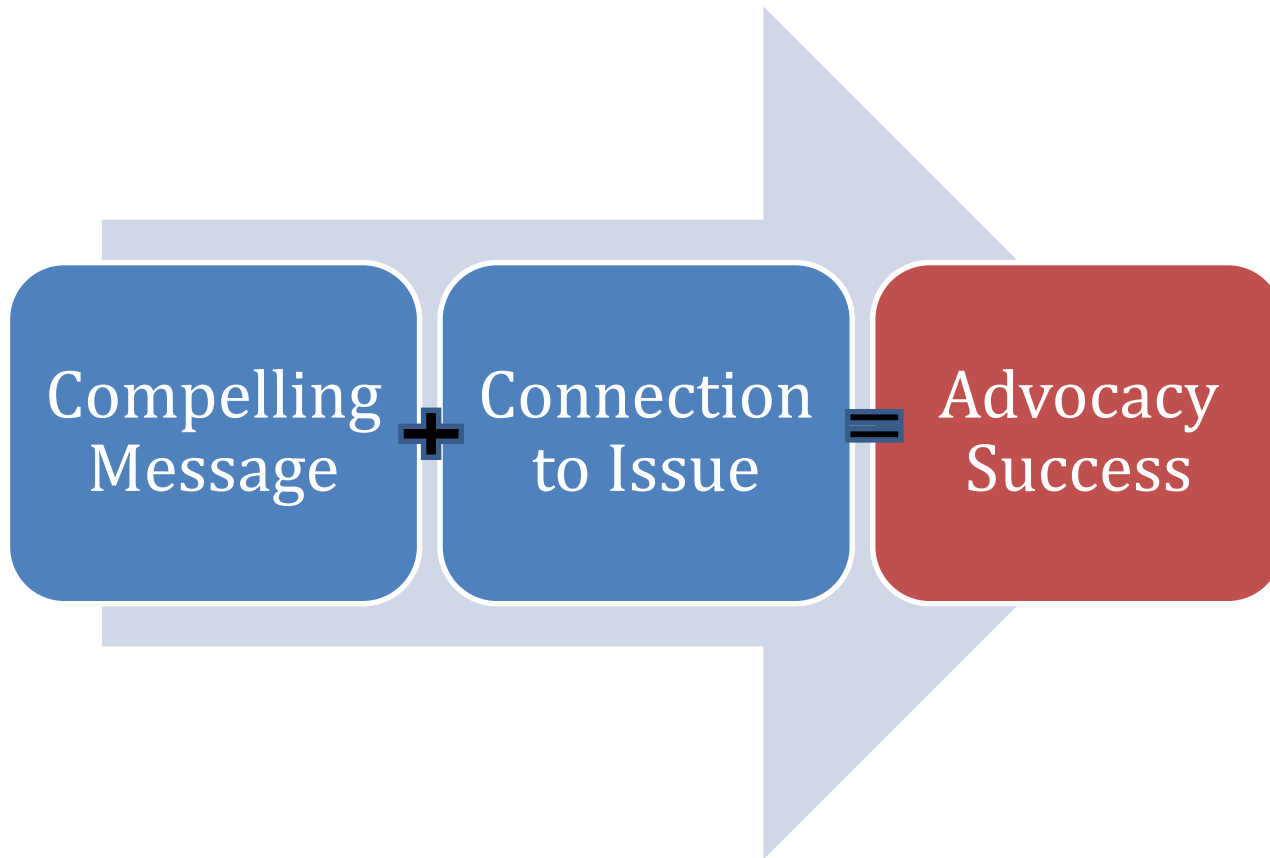 Compelling
Message
+
Connection
to Issue
=
Advocacy
Success